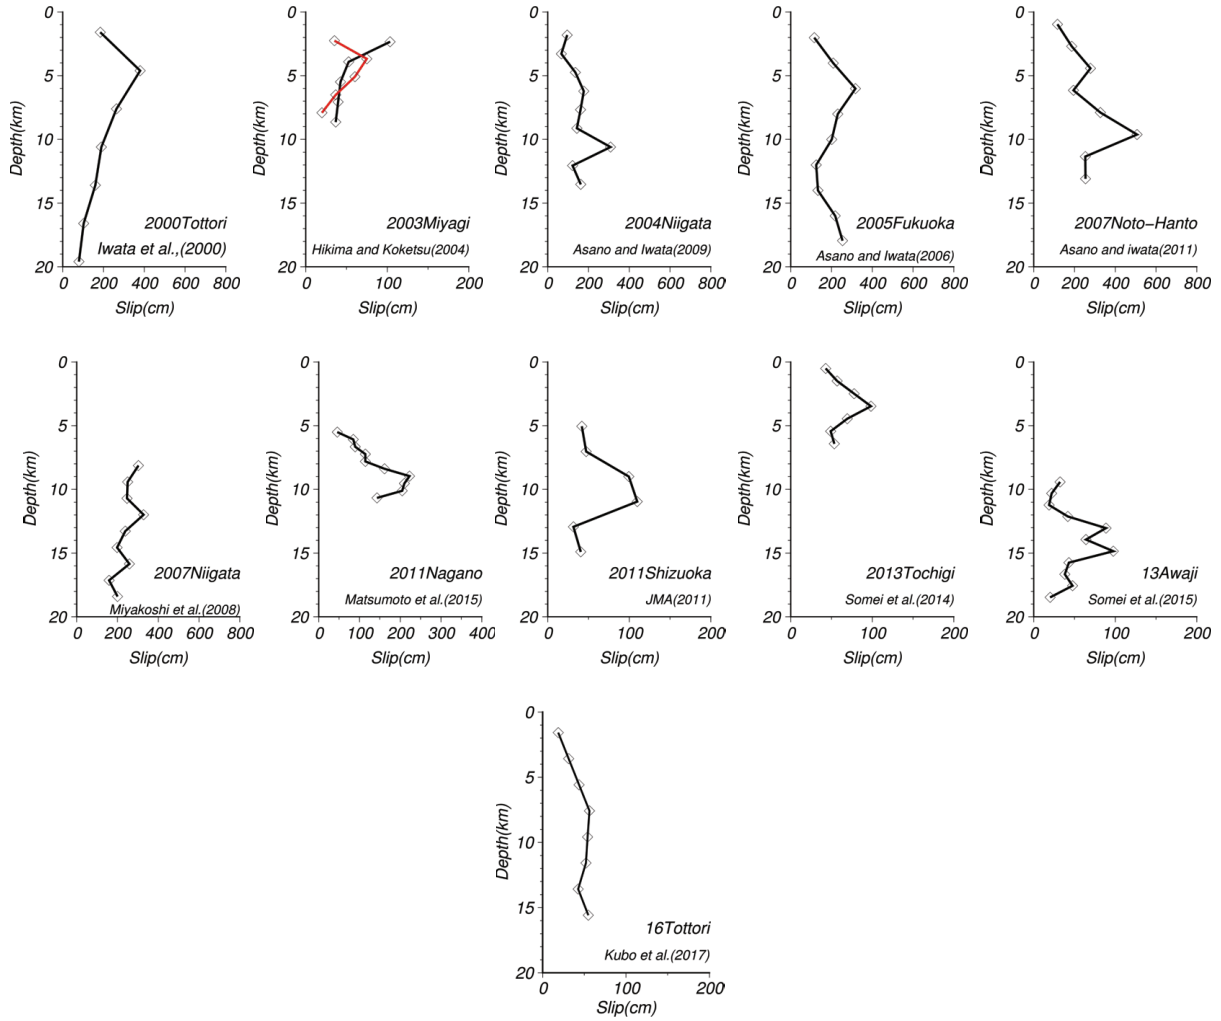 0
5
10
15
20
Depth(km)
2000Tottori
Iwata et al.,(2000)
0 200 400 600 800
Slip(cm)
0
5
10
15
20
Depth(km)
2003Miyagi
Hikima and Koketsu(2004)
0 100 200
Slip(cm)
0
5
10
15
20
Depth(km)
2004Niigata
Asano and Iwata(2009)
0 200 400 600 800
Slip(cm)
0
5
10
15
20
Depth(km)
2005Fukuoka
Asano and Iwata(2006)
0 200 400 600 800
Slip(cm)
0
5
10
15
20
Depth(km)
2007Noto–Hanto
Asano and iwata(2011)
0 200 400 600 800
Slip(cm)
0
5
10
15
20
Depth(km)
2007Niigata
Miyakoshi et al.(2008)
0 200 400 600 800
Slip(cm)
0
5
10
15
20
Depth(km)
2011Nagano
Matsumoto et al.(2015)
0 100 200 300 400
Slip(cm)
0
5
10
15
20
Depth(km)
2011Shizuoka
JMA(2011)
0 100 200
Slip(cm)
0
5
10
15
20
Depth(km)
2013Tochigi
Somei et al.(2014)
0 100 200
Slip(cm)
0
5
10
15
20
Depth(km)
13Awaji
Somei et al.(2015)
0 50 100 150 200
Slip(cm)
0
5
10
15
20
Depth(km)
16Tottori
Kubo et al.(2017)
0 100 200
Slip(cm)